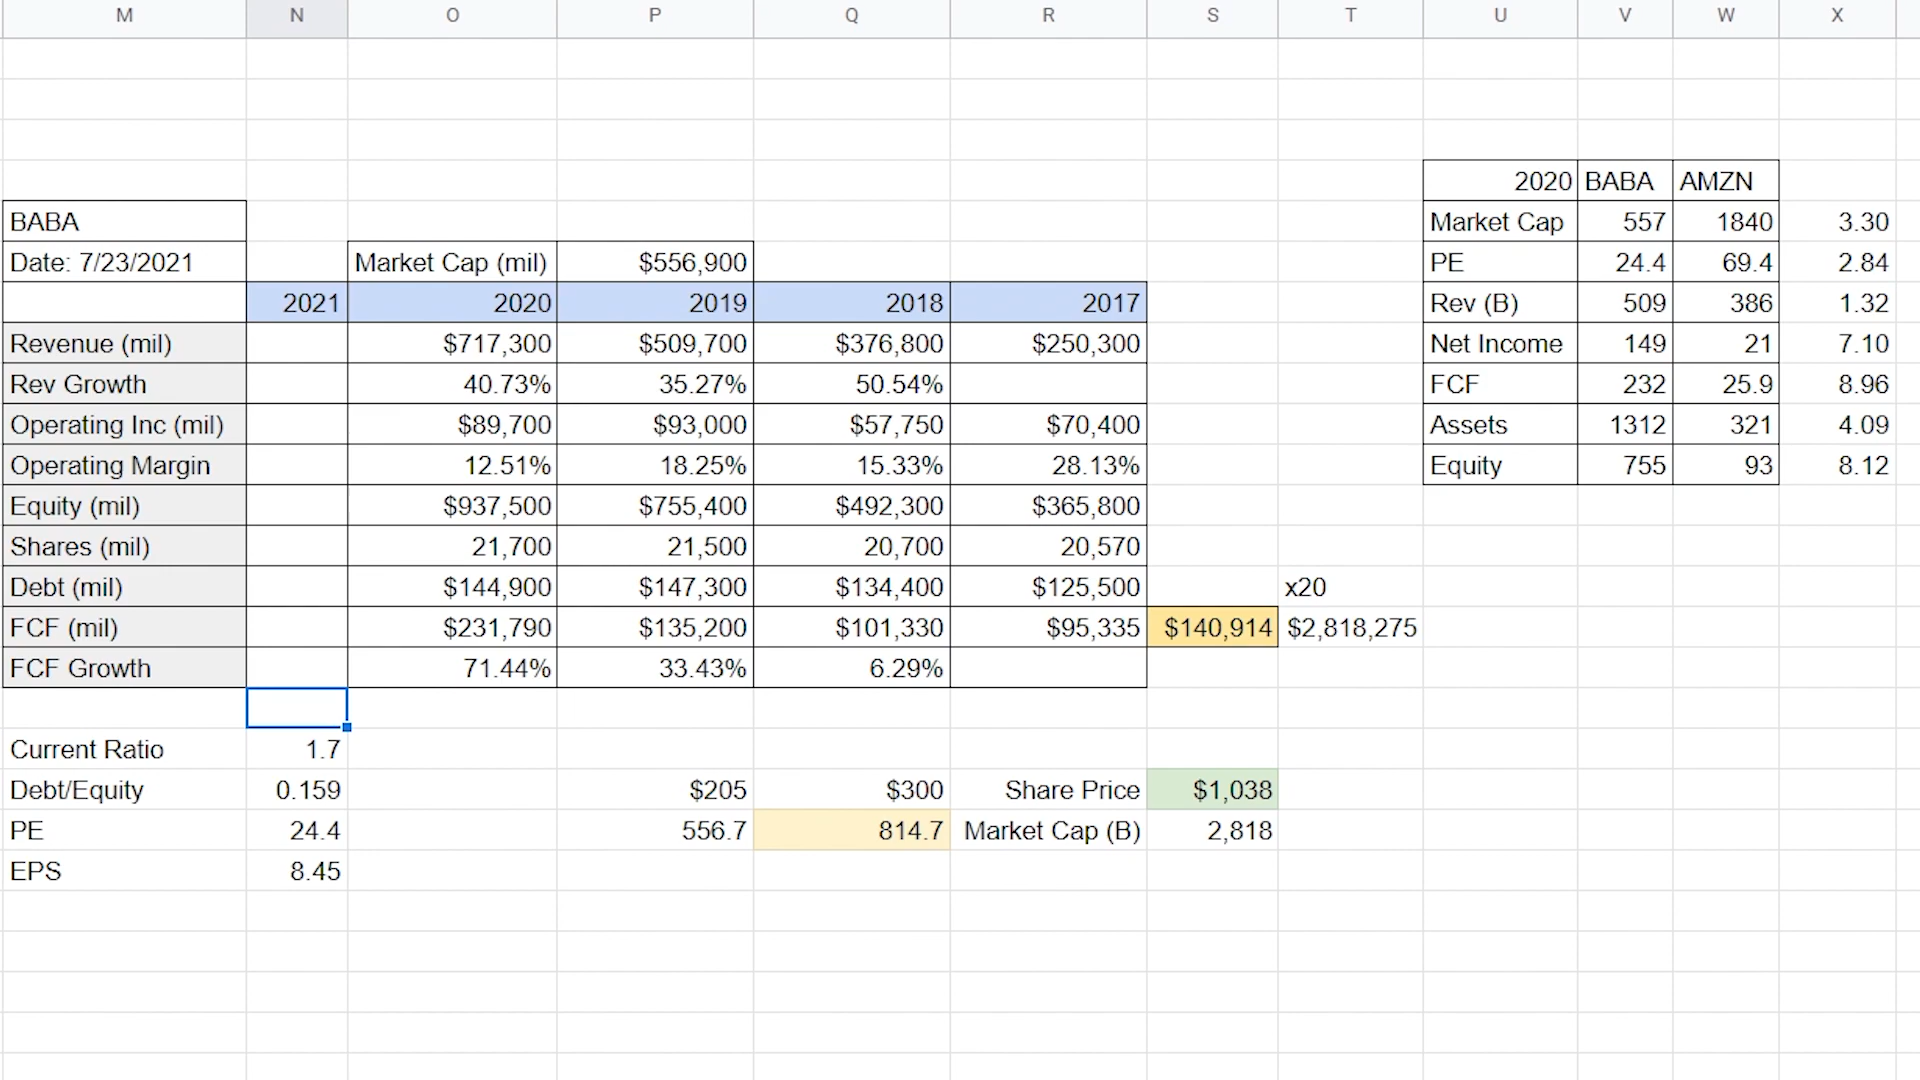 M N O P Q R S T U V W X
2020 BABA AMZN
BABA Market Cap 557 1840 3.30
Date: 7/23/2021 Market Cap (mil) $556,900 PE 24.4 69.4 2.84
2021 2020 2019 2018 2017 Rev (B) 509 386 1.32
Revenue (mil) $717,300 $509,700 $376,800 $250,300 Net Income 149 21 7.10
Rev Growth 40.73% 35.27% 50.54% FCF 232 25.9 8.96
Operating Inc (mil) $89,700 $93,000 $57,750 $70,400 Assets 1312 321 4.09
Operating Margin 12.51% 18.25% 15.33% 28.13% Equity 755 93 8.12
Equity (mil) $937,500 $755,400 $492,300 $365,800
Shares (mil) 21,700 21,500 20,700 20,570
Debt (mil) $144,900 $147,300 $134,400 $125,500 x20
FCF (mil) $231,790 $135,200 $101,330 $95,335 $140,914 $2,818,275
FCF Growth 71.44% 33.43% 6.29%
Current Ratio 1.7
Debt/Equity 0.159 $205 $300 Share Price $1,038
PE 24.4 556.7 814.7 Market Cap (B) 2,818
EPS 8.45